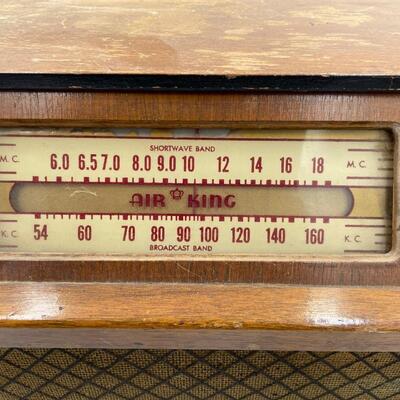 SHORTWAVE BAND
M.C. 6.0 6.5 7.0 8.0 9.0 10 12 14 16 18 M.C.
AIR KING
K.C. 54 60 70 80 90 100 120 140 160 K.C.
BROADCAST BAND